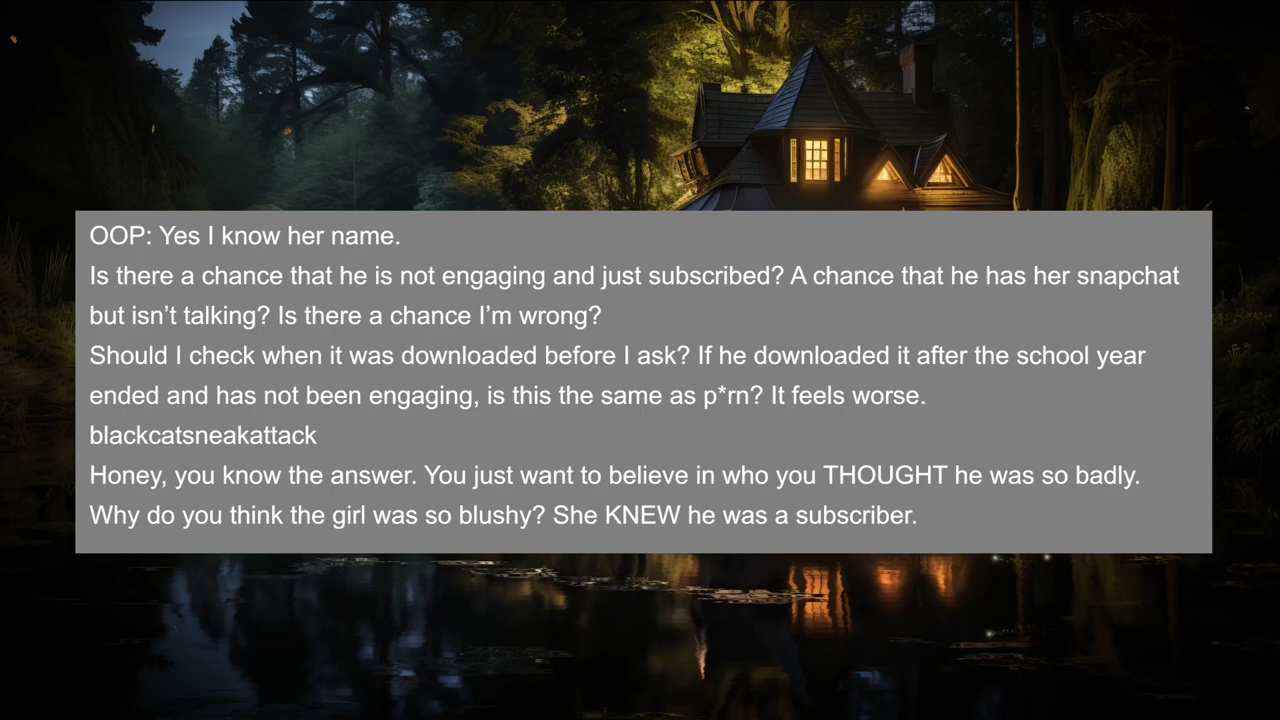 OOP: Yes I know her name.
Is there a chance that he is not engaging and just subscribed? A chance that he has her snapchat
but isn’t talking? Is there a chance I’m wrong?
Should I check when it was downloaded before I ask? If he downloaded it after the school year
ended and has not been engaging, is this the same as p*rn? It feels worse.
blackcatsneakattack
Honey, you know the answer. You just want to believe in who you THOUGHT he was so badly.
Why do you think the girl was so blushy? She KNEW he was a subscriber.